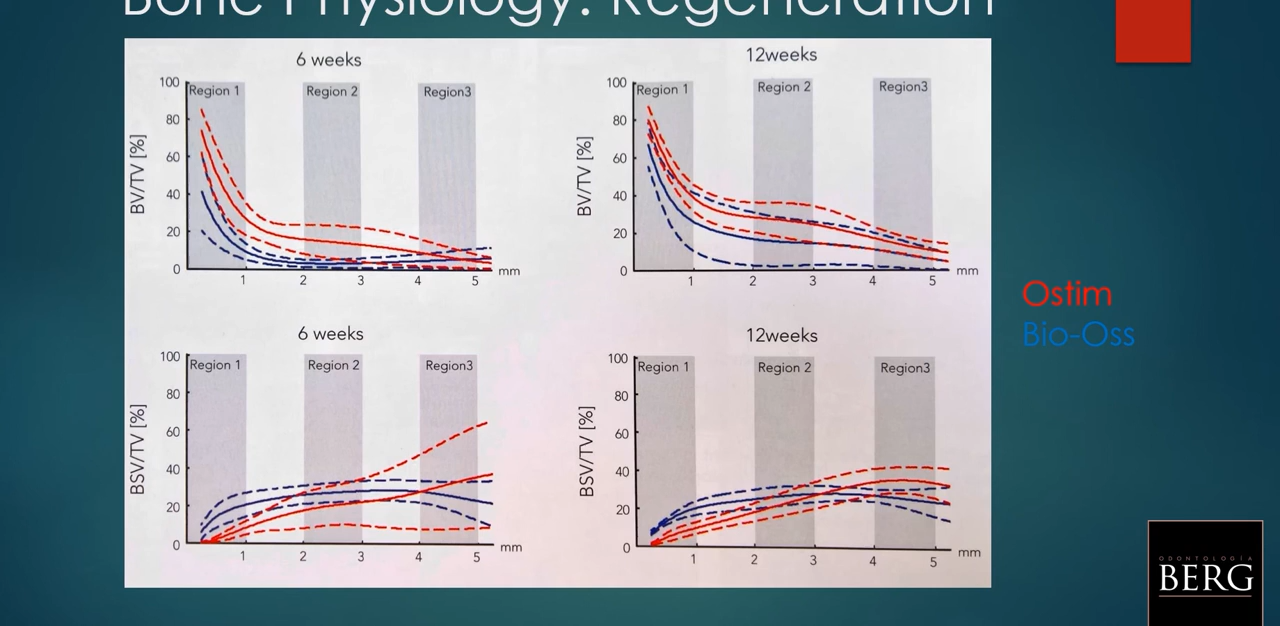 Bone Physiology: Regeneration
6 weeks
100
80
60
40
20
0
BV/TV [%]
Region 1
Region 2
Region3
1
2
3
4
5
mm
12weeks
100
80
60
40
20
0
BV/TV [%]
Region 1
Region 2
Region3
1
2
3
4
5
mm
Ostim
Bio-Oss
6 weeks
100
80
60
40
20
0
BSV/TV [%]
Region 1
Region 2
Region3
1
2
3
4
5
mm
12weeks
100
80
60
40
20
0
BSV/TV [%]
Region 1
Region 2
Region3
1
2
3
4
5
mm
ODONTOLOGIA
BERG